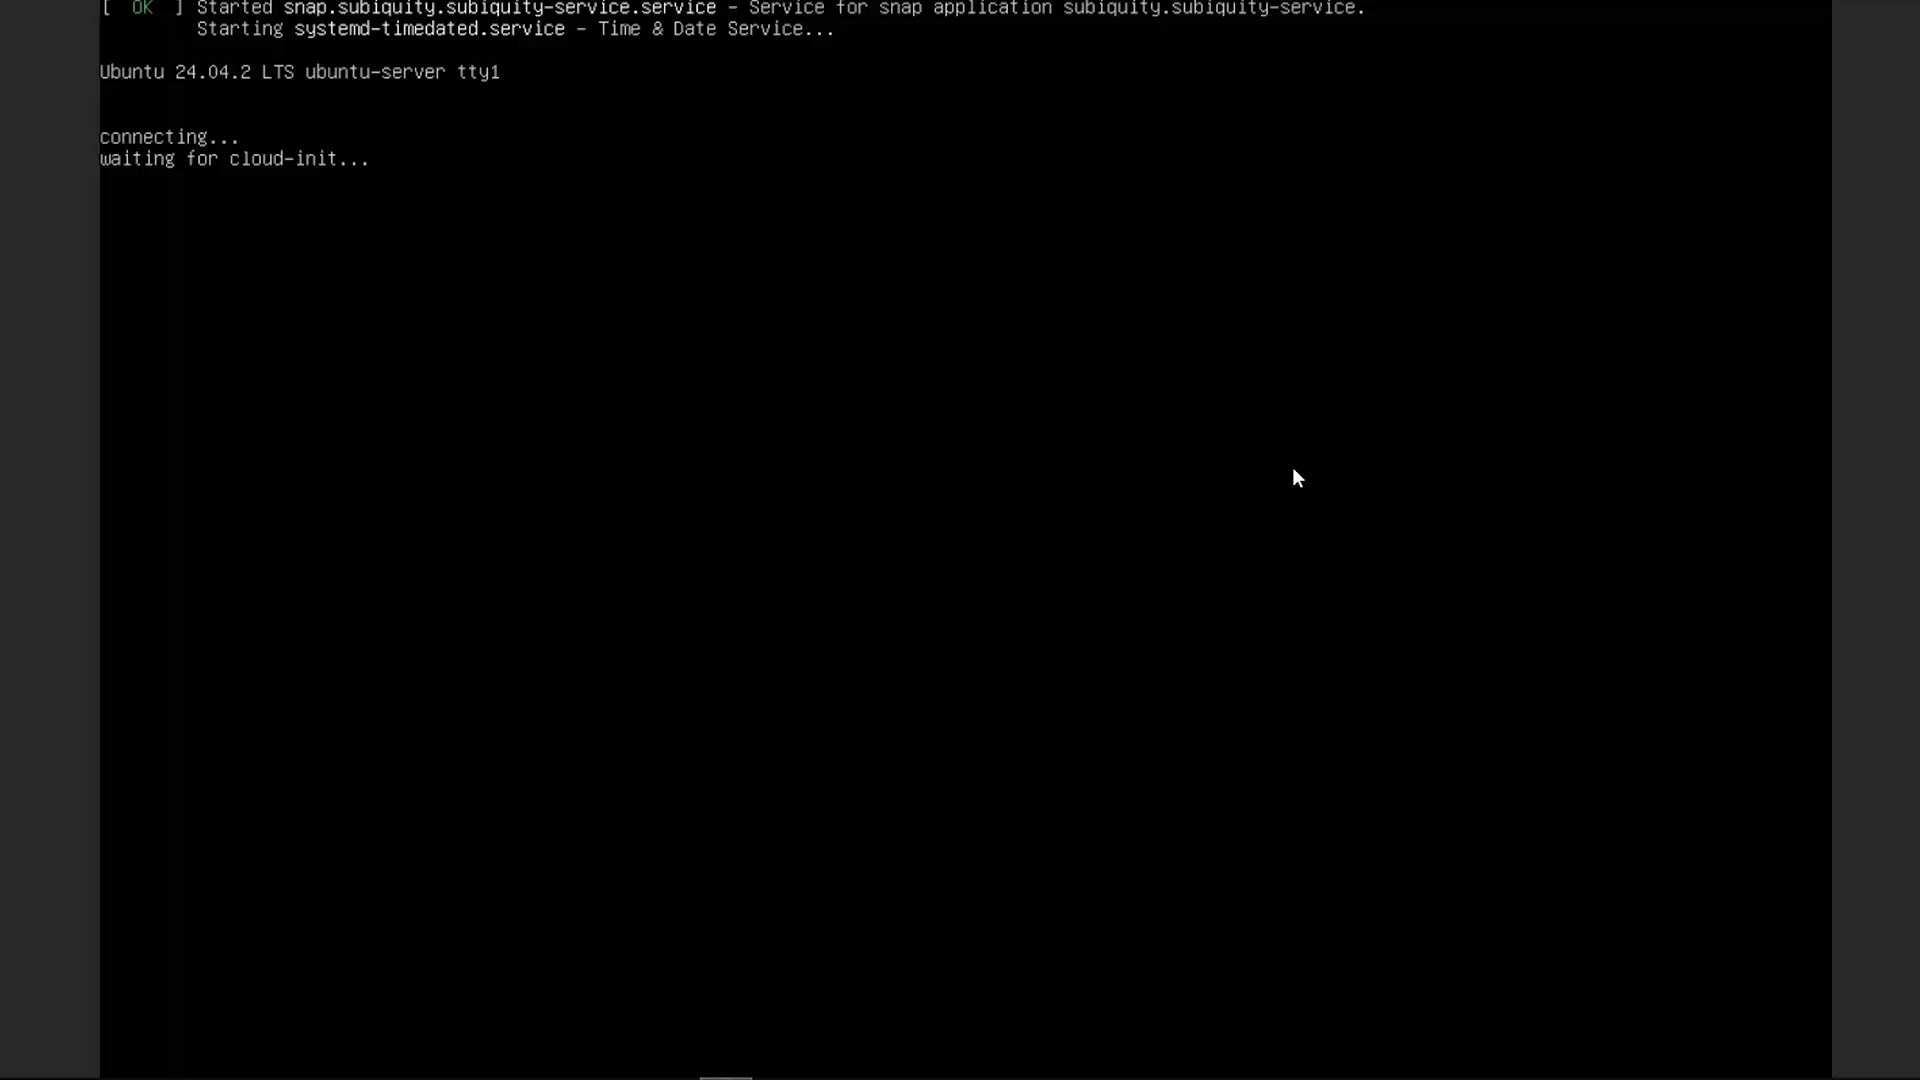 [  OK  ] Started snap.subiquity.subiquity-service.service - Service for snap application subiquity.subiquity-service.
Starting systemd-timedated.service - Time & Date Service...
Ubuntu 24.04.2 LTS ubuntu-server tty1
connecting...
waiting for cloud-init...